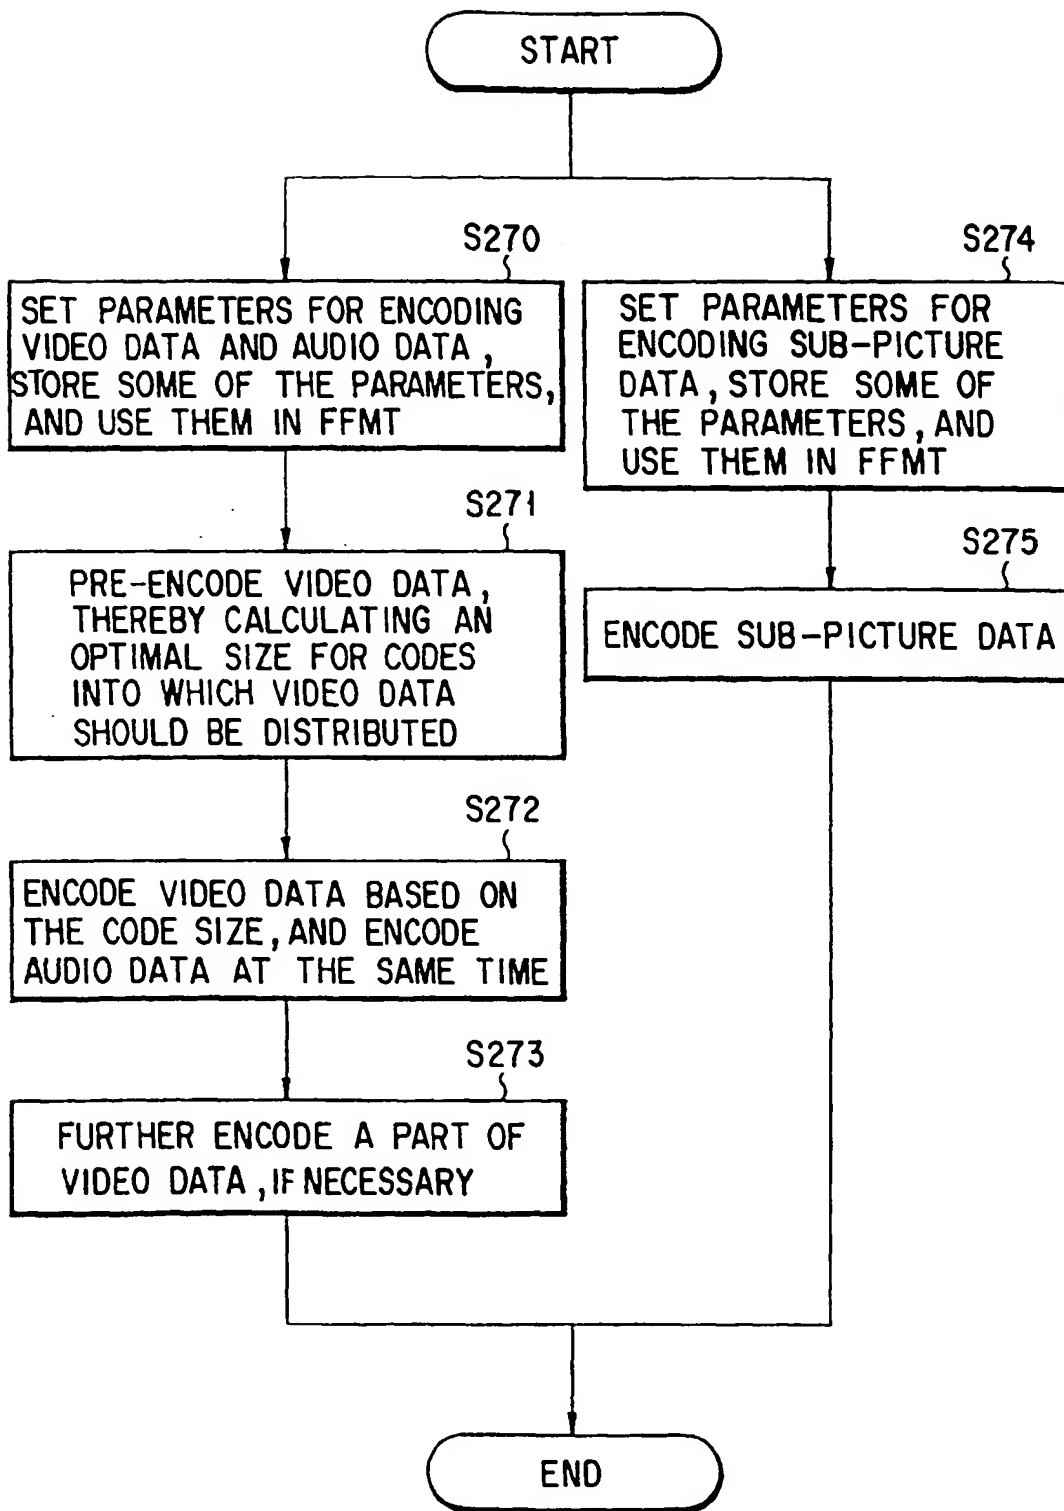 START
S270
SET PARAMETERS FOR ENCODING
VIDEO DATA AND AUDIO DATA,
STORE SOME OF THE PARAMETERS,
AND USE THEM IN FFMT
S271
PRE-ENCODE VIDEO DATA,
THEREBY CALCULATING AN
OPTIMAL SIZE FOR CODES
INTO WHICH VIDEO DATA
SHOULD BE DISTRIBUTED
S272
ENCODE VIDEO DATA BASED ON
THE CODE SIZE, AND ENCODE
AUDIO DATA AT THE SAME TIME
S273
FURTHER ENCODE A PART OF
VIDEO DATA, IF NECESSARY
S274
SET PARAMETERS FOR
ENCODING SUB-PICTURE
DATA, STORE SOME OF
THE PARAMETERS, AND
USE THEM IN FFMT
S275
ENCODE SUB-PICTURE DATA
END